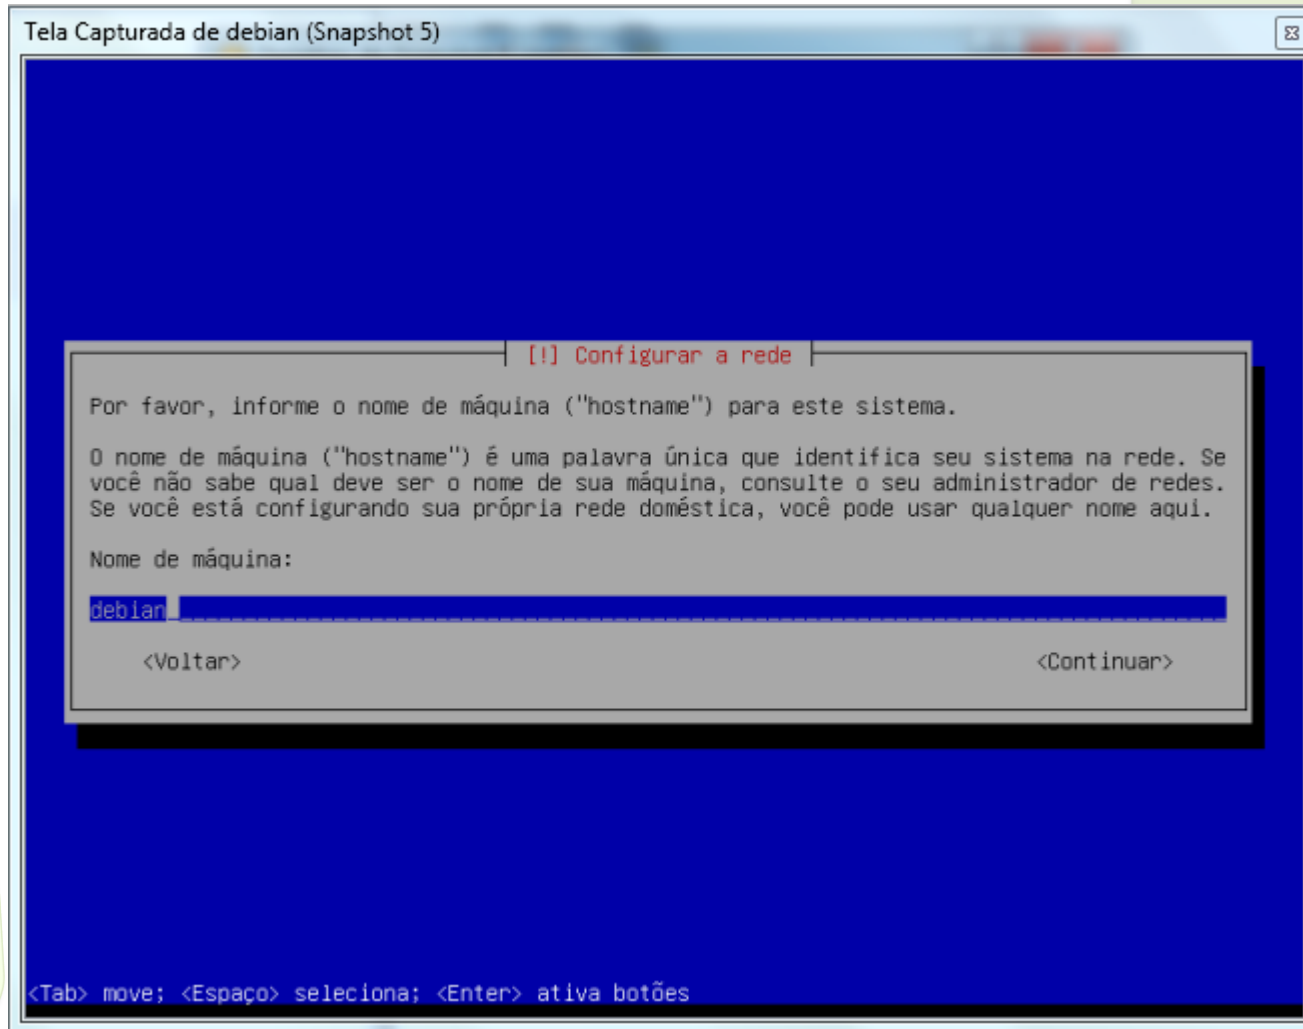 Tela Capturada de debian (Snapshot 5)
[!] Configurar a rede
Por favor, informe o nome de máquina ("hostname") para este sistema.
O nome de máquina ("hostname") é uma palavra única que identifica seu sistema na rede. Se
você não sabe qual deve ser o nome de sua máquina, consulte o seu administrador de redes.
Se você está configurando sua própria rede doméstica, você pode usar qualquer nome aqui.
Nome de máquina:
debian
<Voltar> <Continuar>
<Tab> move; <Espaço> seleciona; <Enter> ativa botões